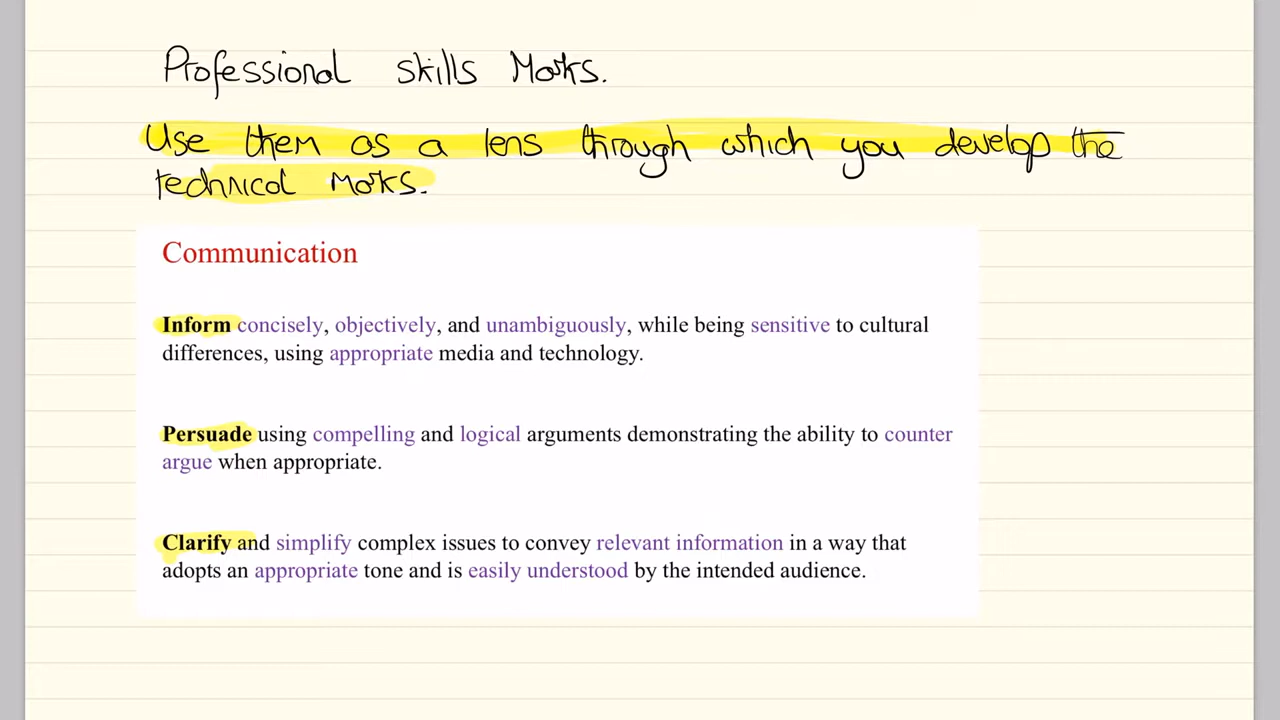 Professional skills Marks.
Use them as a lens through which you develop the
technical Marks.
Communication
Inform concisely, objectively, and unambiguously, while being sensitive to cultural
differences, using appropriate media and technology.
Persuade using compelling and logical arguments demonstrating the ability to counter
argue when appropriate.
Clarify and simplify complex issues to convey relevant information in a way that
adopts an appropriate tone and is easily understood by the intended audience.